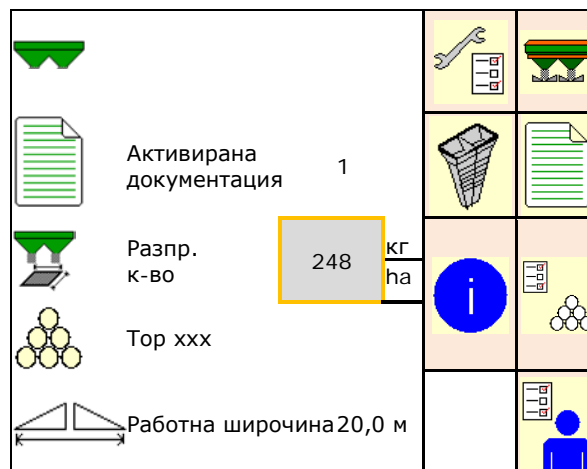 Активирана
документация 1
Разпр.
к-во
248 кг
ha
i
Тор xxx
Работна широчина 20,0 м